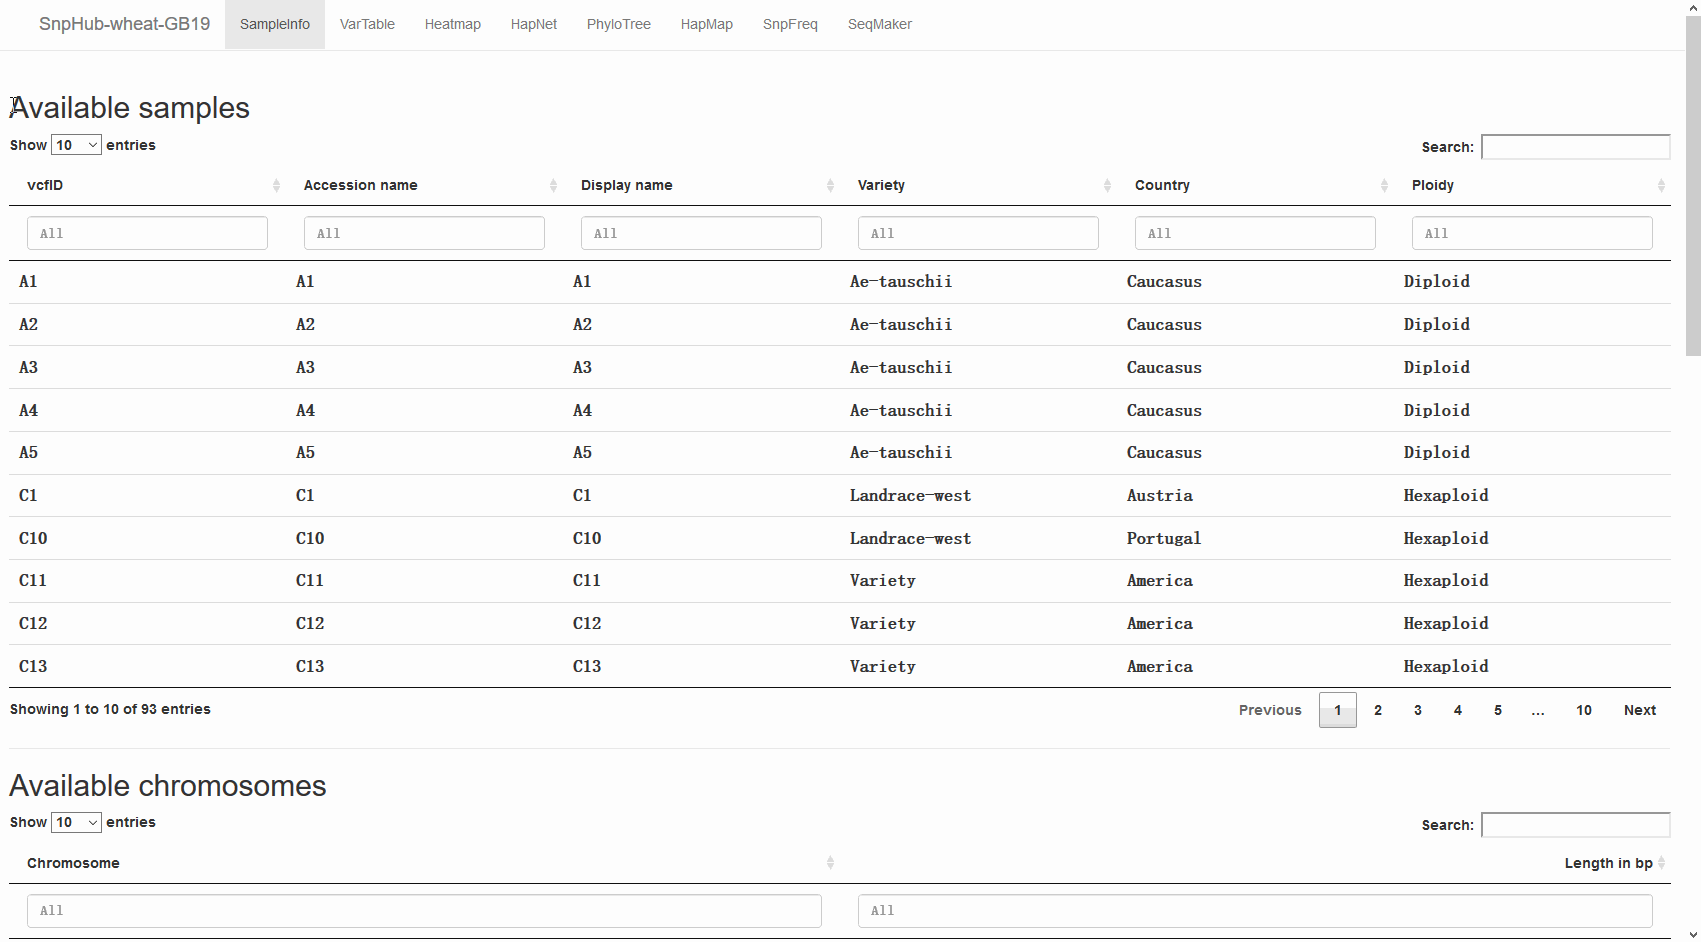 SnpHub-wheat-GB19 SampleInfo VarTable Heatmap HapNet PhyloTree HapMap SnpFreq SeqMaker
Available samples
Show 10 entries Search:
vcfID Accession name Display name Variety Country Ploidy
All All All All All All
A1 A1 A1 Ae-tauschii Caucasus Diploid
A2 A2 A2 Ae-tauschii Caucasus Diploid
A3 A3 A3 Ae-tauschii Caucasus Diploid
A4 A4 A4 Ae-tauschii Caucasus Diploid
A5 A5 A5 Ae-tauschii Caucasus Diploid
C1 C1 C1 Landrace-west Austria Hexaploid
C10 C10 C10 Landrace-west Portugal Hexaploid
C11 C11 C11 Variety America Hexaploid
C12 C12 C12 Variety America Hexaploid
C13 C13 C13 Variety America Hexaploid
Showing 1 to 10 of 93 entries Previous 1 2 3 4 5 … 10 Next
Available chromosomes
Show 10 entries Search:
Chromosome Length in bp
All All